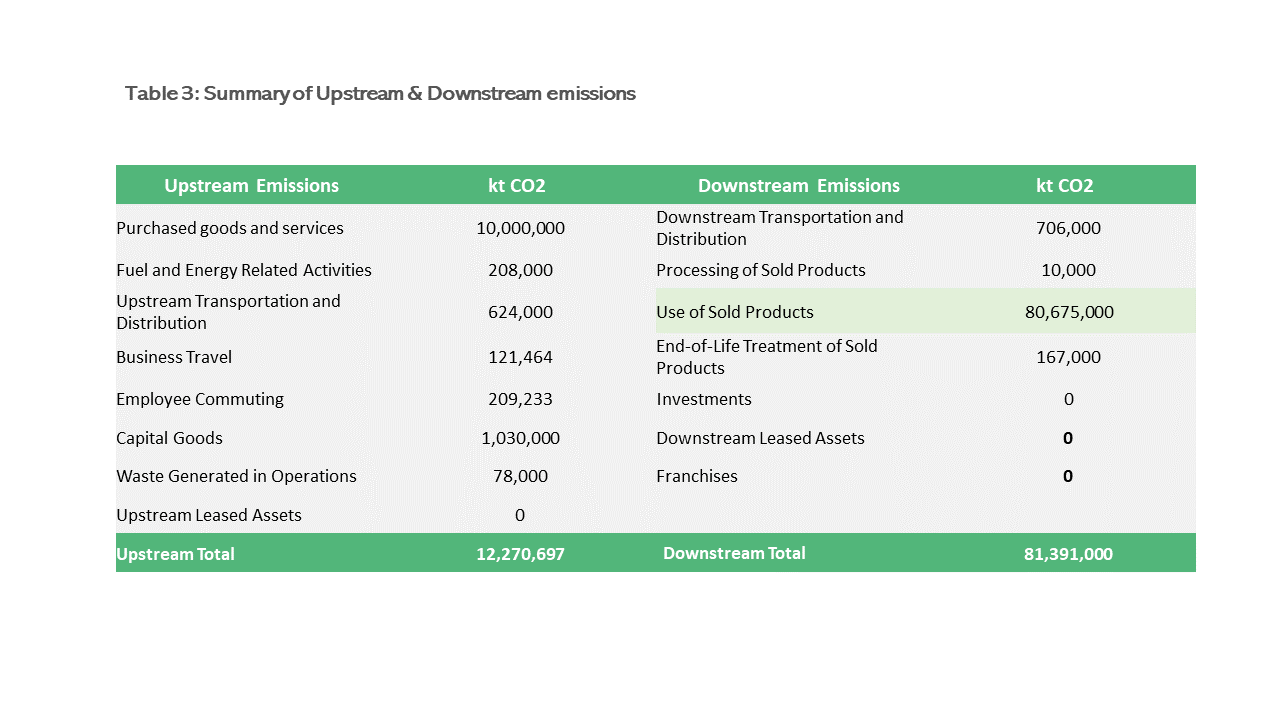 Table 3: Summary of Upstream & Downstream emissions
Upstream Emissions kt CO2 Downstream Emissions kt CO2
Purchased goods and services 10,000,000 Downstream Transportation and
Distribution 706,000
Fuel and Energy Related Activities 208,000 Processing of Sold Products 10,000
Upstream Transportation and
Distribution 624,000 Use of Sold Products 80,675,000
Business Travel 121,464 End-of-Life Treatment of Sold
Products 167,000
Employee Commuting 209,233 Investments 0
Capital Goods 1,030,000 Downstream Leased Assets 0
Waste Generated in Operations 78,000 Franchises 0
Upstream Leased Assets 0
Upstream Total 12,270,697 Downstream Total 81,391,000